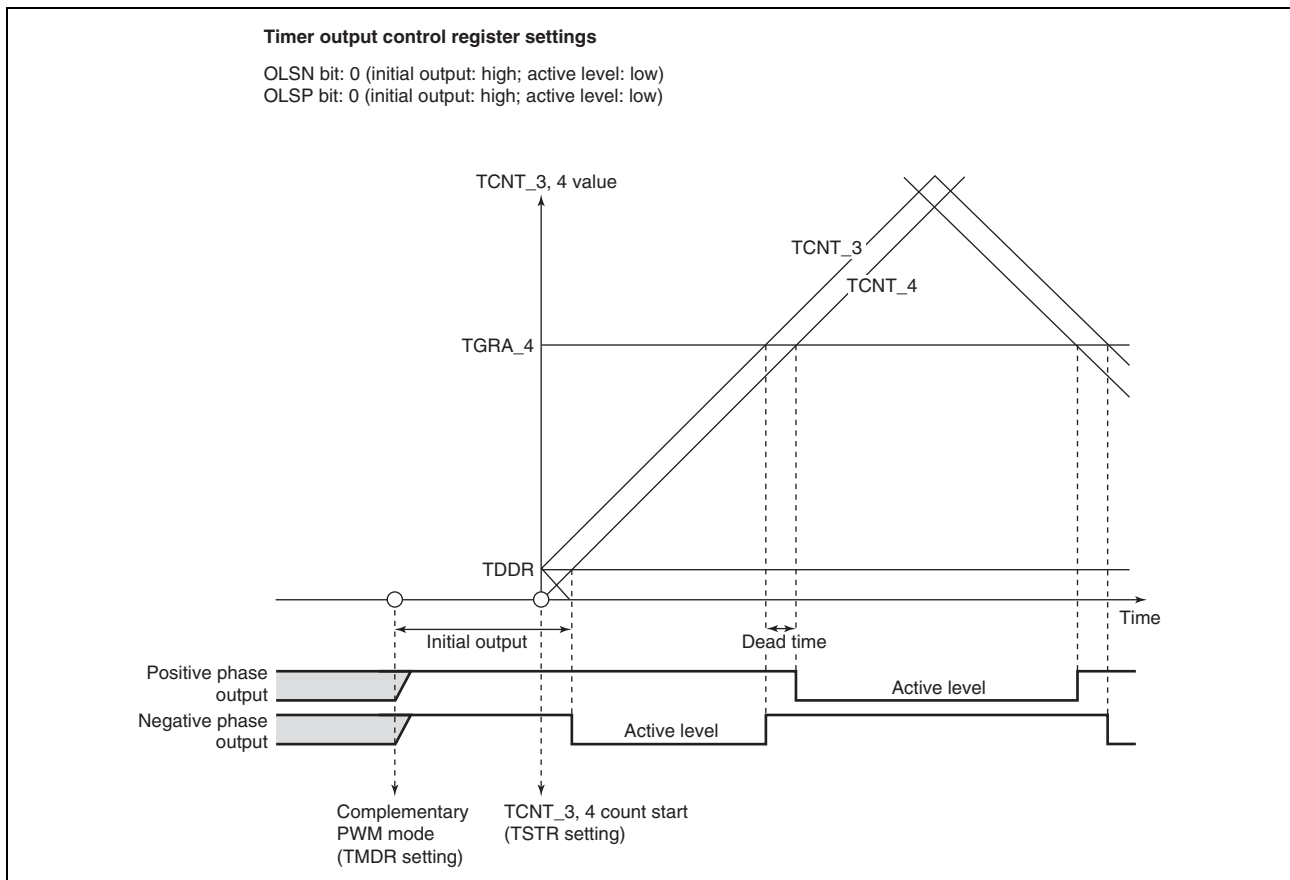 Timer output control register settings
OLSN bit: 0 (initial output: high; active level: low)
OLSP bit: 0 (initial output: high; active level: low)
TCNT_3, 4 value
TCNT_3
TCNT_4
TGRA_4
TDDR
Time
Initial output
Dead time
Positive phase
output
Active level
Negative phase
output
Active level
Complementary
PWM mode
(TMDR setting)
TCNT_3, 4 count start
(TSTR setting)